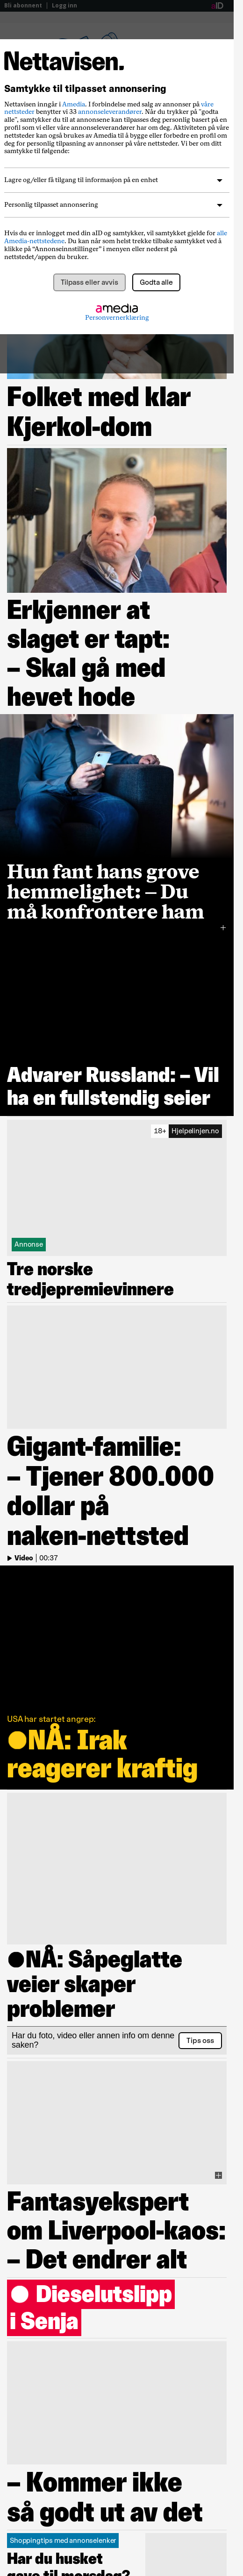 Bli abonnent | Logg inn
aID
Nettavisen.
Samtykke til tilpasset annonsering
Nettavisen inngår i Amedia. I forbindelse med salg av annonser på våre
nettsteder benytter vi 33 annonseleverandører. Når du trykker på "godta
alle", samtykker du til at annonsene kan tilpasses deg personlig basert på en
profil som vi eller våre annonseleverandører har om deg. Aktiviteten på våre
nettsteder kan også brukes av Amedia til å bygge eller forbedre en profil om
deg for personlig tilpasning av annonser på våre nettsteder. Vi ber om ditt
samtykke til følgende:
Lagre og/eller få tilgang til informasjon på en enhet
Personlig tilpasset annonsering
Hvis du er innlogget med din aID og samtykker, vil samtykket gjelde for alle
Amedia-nettstedene. Du kan når som helst trekke tilbake samtykket ved å
klikke på “Annonseinnstillinger” i menyen eller nederst på
nettstedet/appen du bruker.
Tilpass eller avvis
Godta alle
amedia
Personvernerklæring
Folket med klar
Kjerkol-dom
Erkjenner at
slaget er tapt:
– Skal gå med
hevet hode
Hun fant hans grove
hemmelighet: – Du
må konfrontere ham
Advarer Russland: – Vil
ha en fullstendig seier
18+ Hjelpelinjen.no
Annonse
Tre norske
tredjepremievinnere
Gigant-familie:
– Tjener 800.000
dollar på
naken-nettsted
Video | 00:37
USA har startet angrep:
NÅ: Irak
reagerer kraftig
NÅ: Såpeglatte
veier skaper
problemer
Har du foto, video eller annen info om denne
saken?
Tips oss
Fantasyekspert
om Liverpool-kaos:
– Det endrer alt
Dieselutslipp
i Senja
– Kommer ikke
så godt ut av det
Shoppingtips med annonselenker
Har du husket
gave til morsdag?